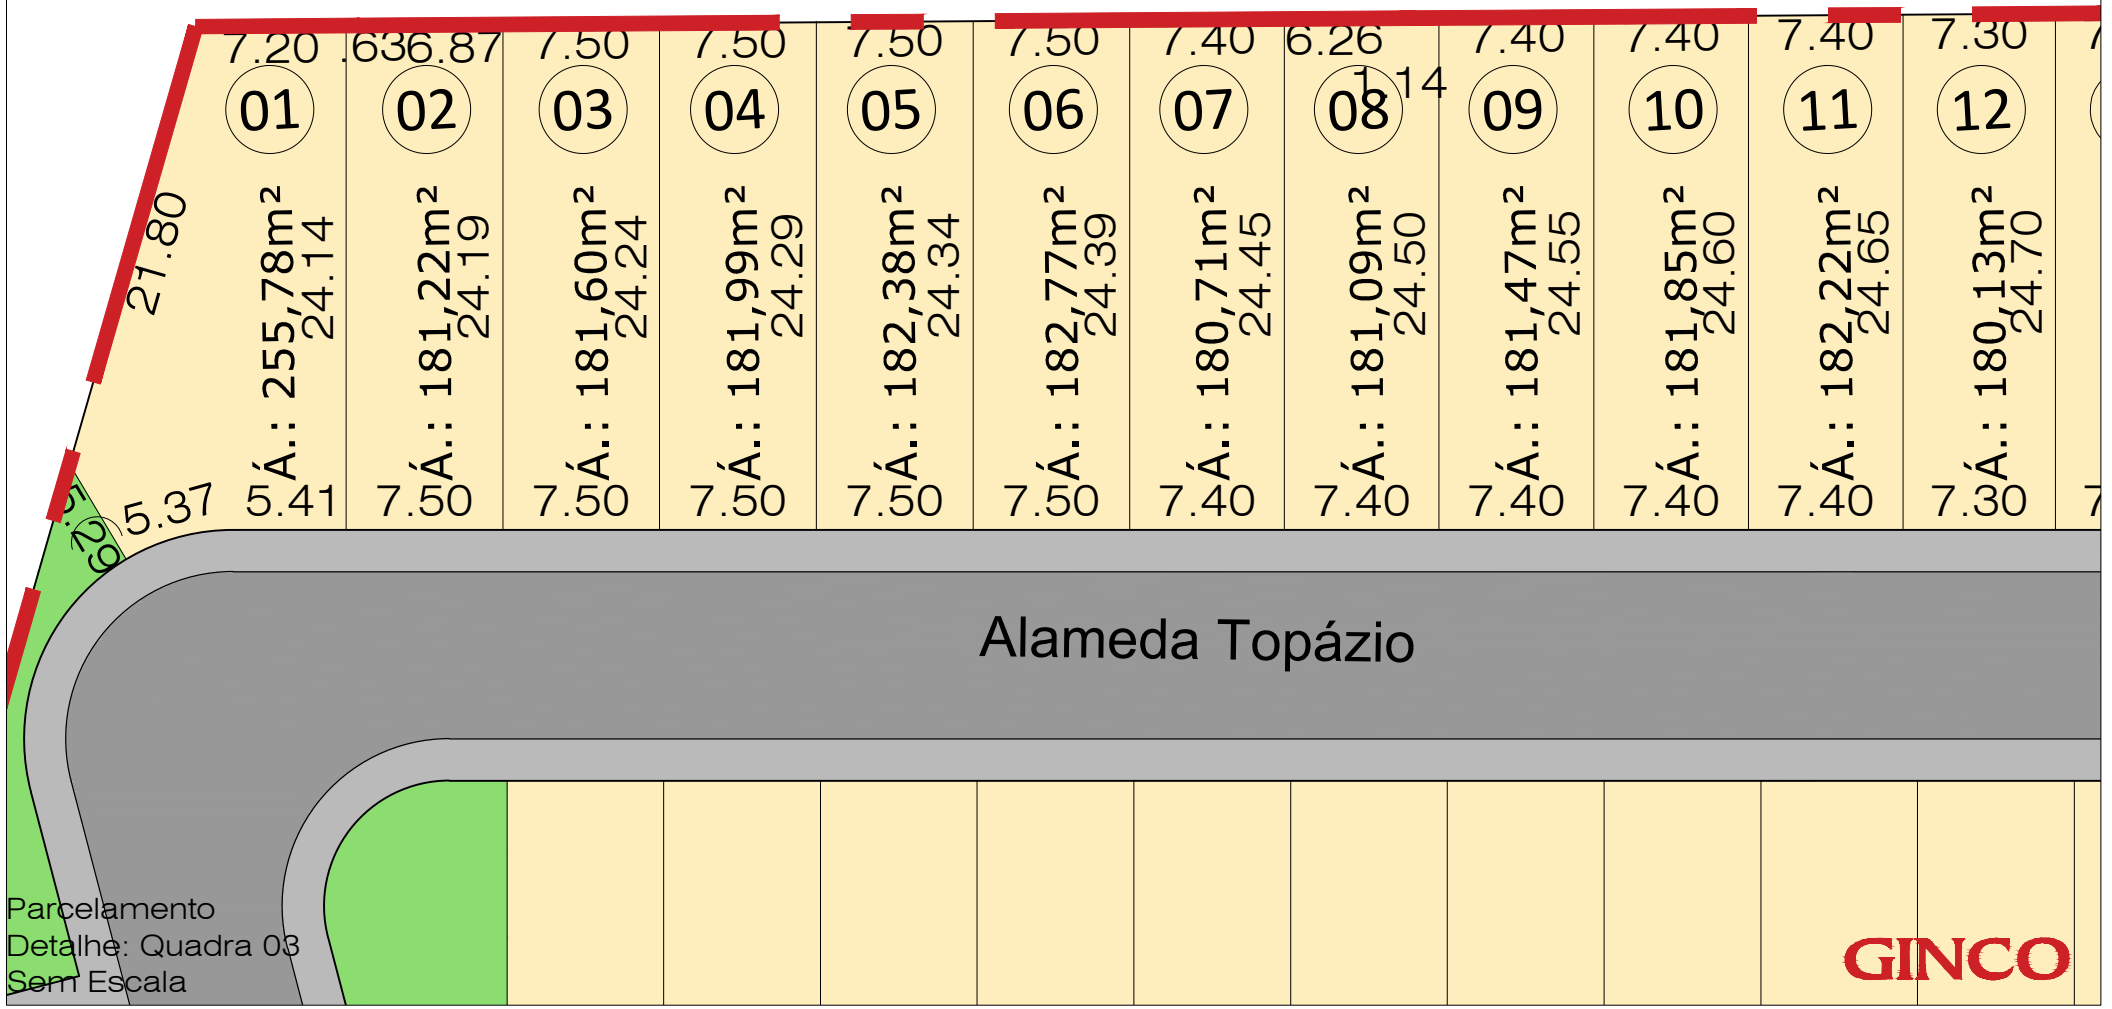 7.20 .63 6.87 7.50 7.50 7.50 7.50 7.40 6.26 7.40 7.40 7.40 7.30
1.14
01 02 03 04 05 06 07 08 09 10 11 12
21.80
Á.: 255,78m²
24.14
Á.: 181,22m²
24.19
Á.: 181,60m²
24.24
Á.: 181,99m²
24.29
Á.: 182,38m²
24.34
Á.: 182,77m²
24.39
Á.: 180,71m²
24.45
Á.: 181,09m²
24.50
Á.: 181,47m²
24.55
Á.: 181,85m²
24.60
Á.: 182,22m²
24.65
Á.: 180,13m²
24.70
5.29
5.37 5.41 7.50 7.50 7.50 7.50 7.50 7.40 7.40 7.40 7.40 7.40 7.30
Alameda Topázio
Parcelamento
Detalhe: Quadra 03
Sem Escala
GINCO